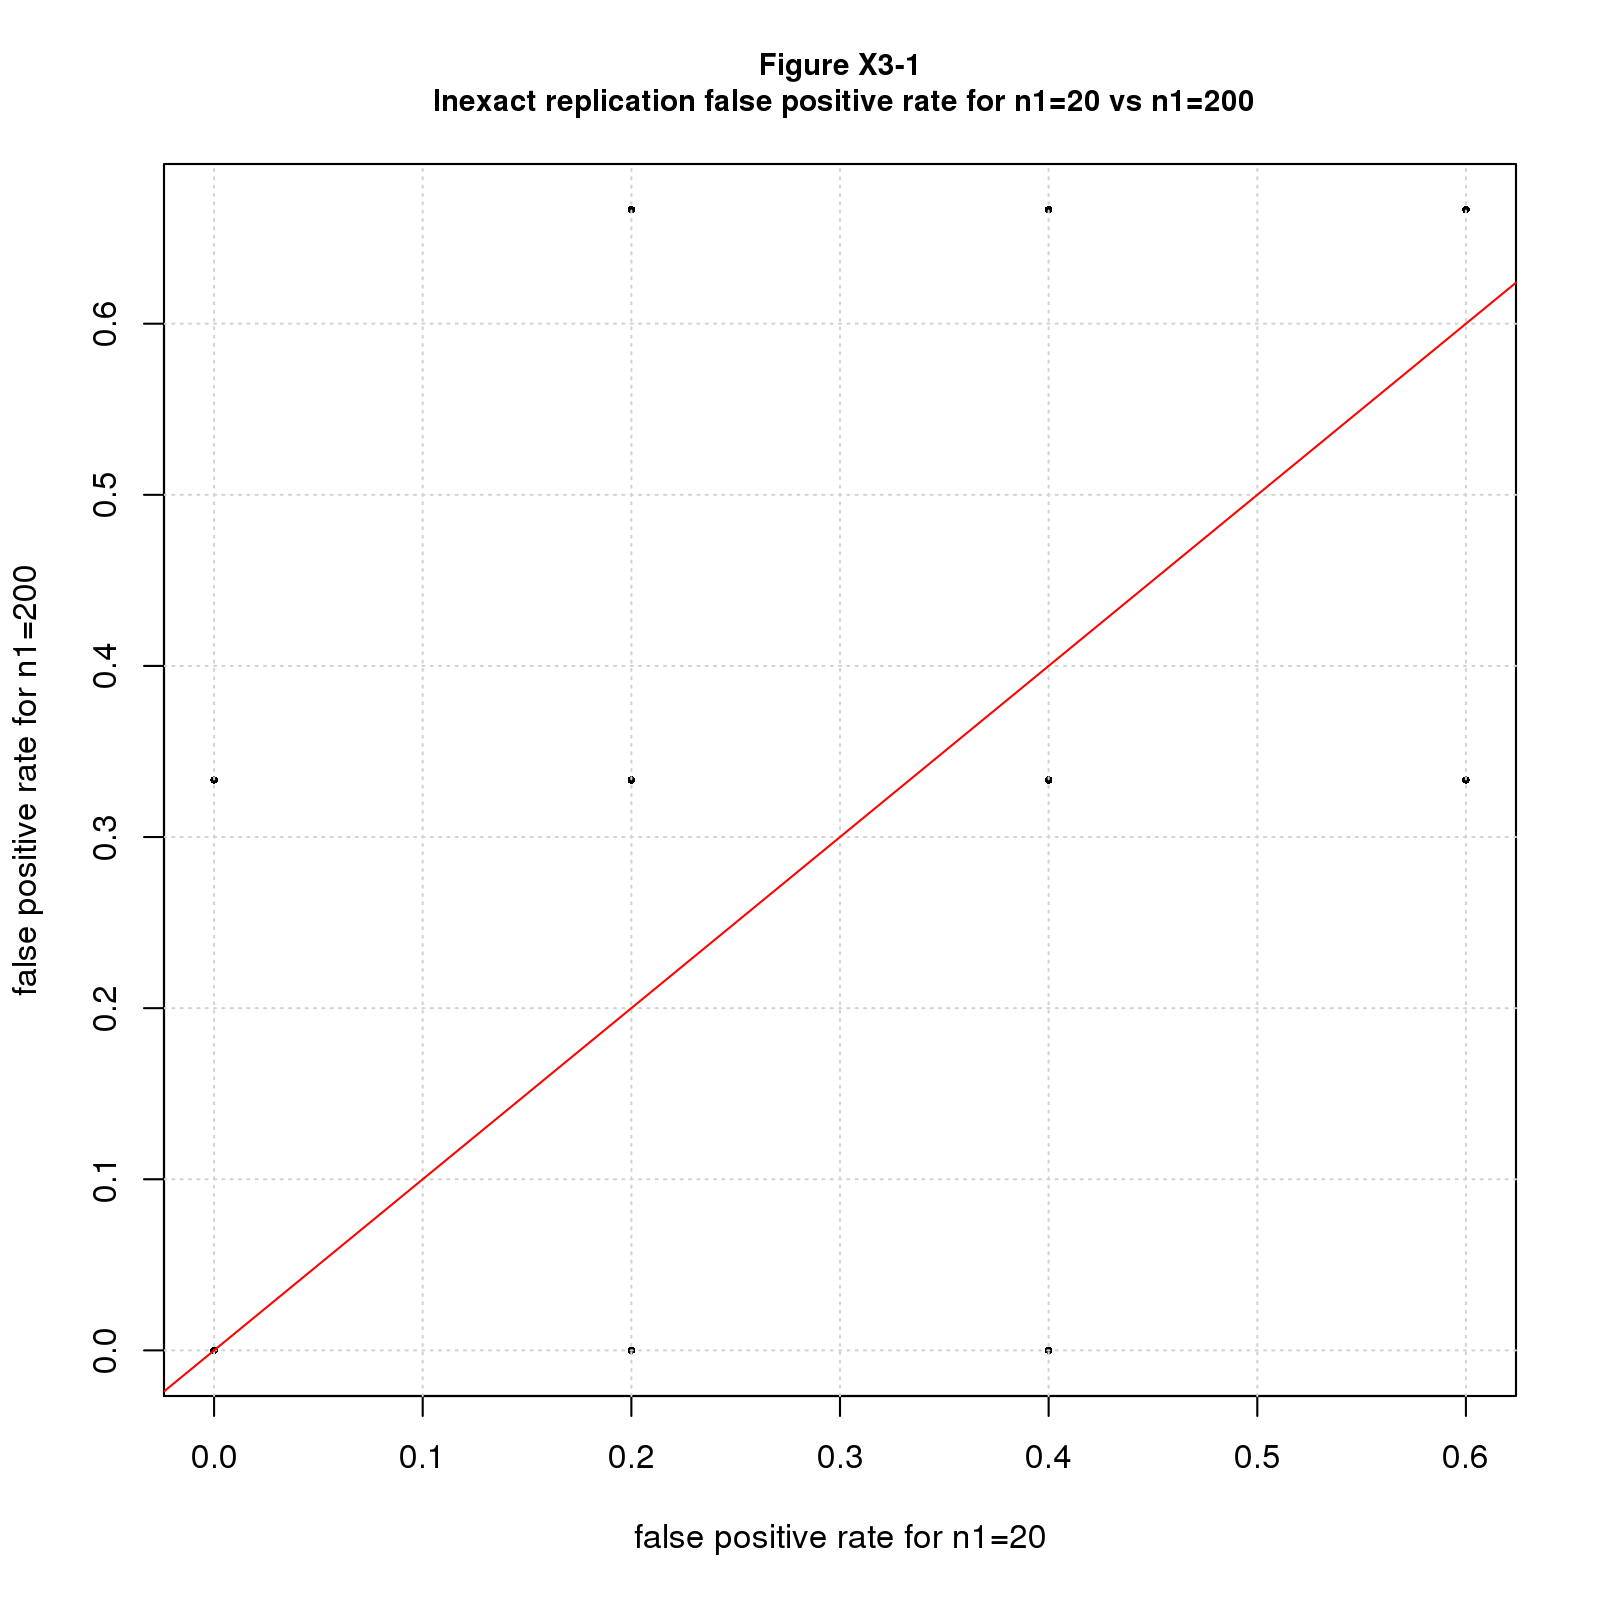 Figure X3-1
Inexact replication false positive rate for n1=20 vs n1=200
0.6
0.5
0.4
0.3
0.2
0.1
0.0
false positive rate for n1=200
0.0 0.1 0.2 0.3 0.4 0.5 0.6
false positive rate for n1=20